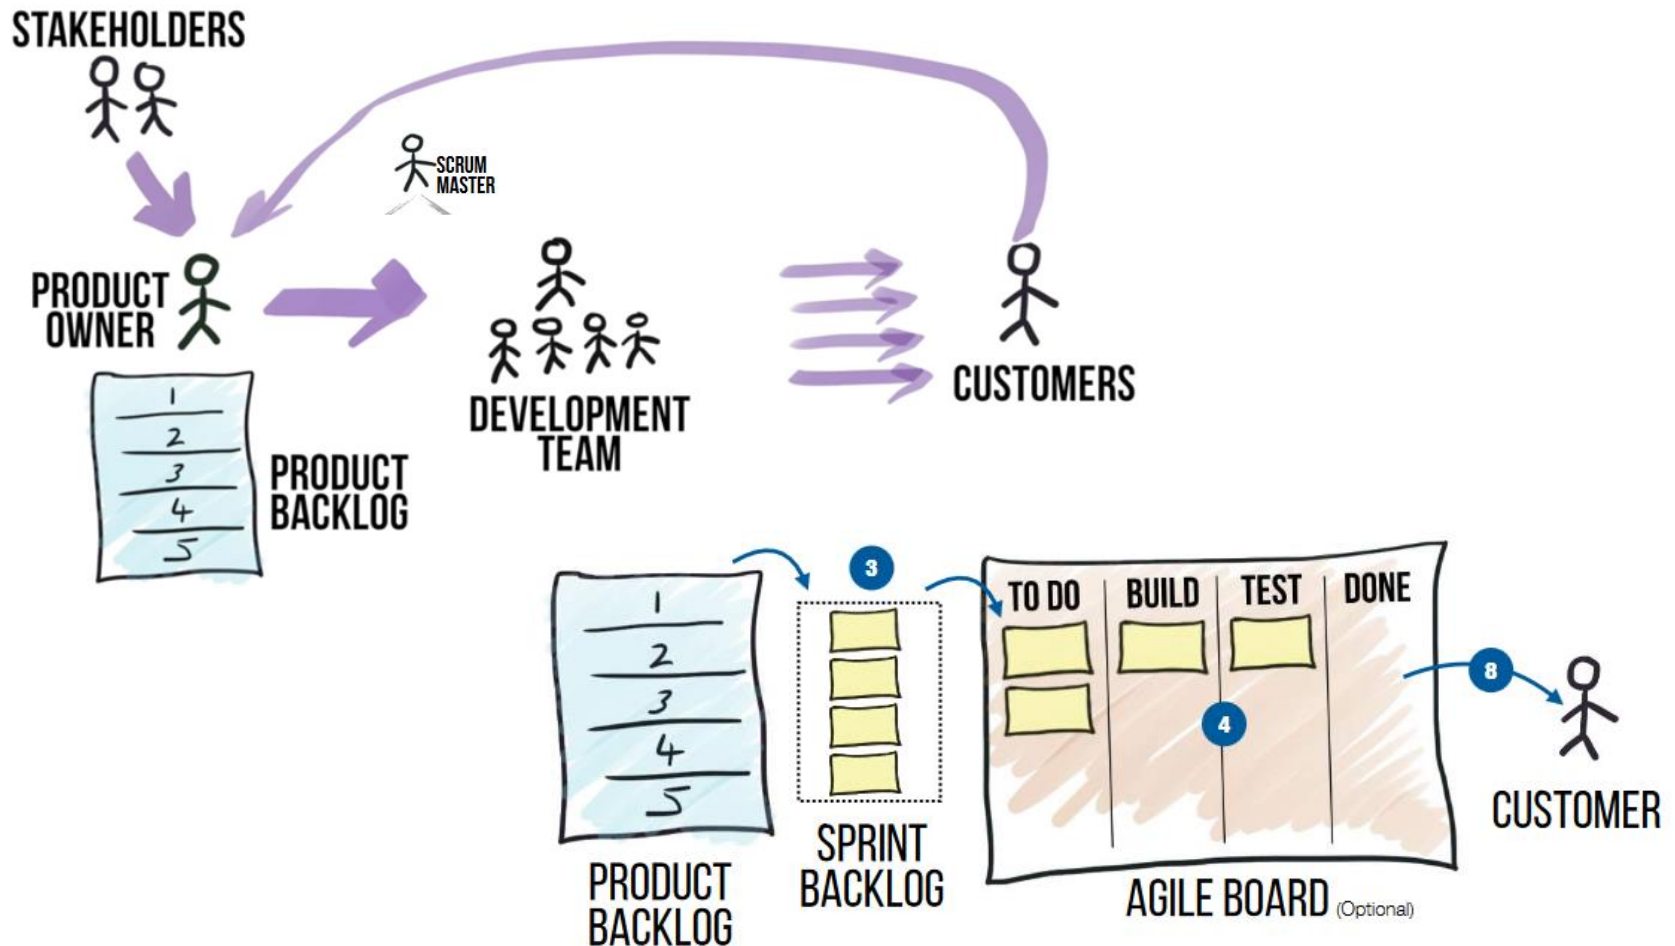 STAKEHOLDERS
SCRUM
MASTER
PRODUCT
OWNER
1
2
3
4
5
PRODUCT
BACKLOG
DEVELOPMENT
TEAM
CUSTOMERS
1
2
3
4
5
PRODUCT
BACKLOG
3
SPRINT
BACKLOG
TO DO BUILD TEST DONE
4
8
AGILE BOARD (Optional)
CUSTOMER